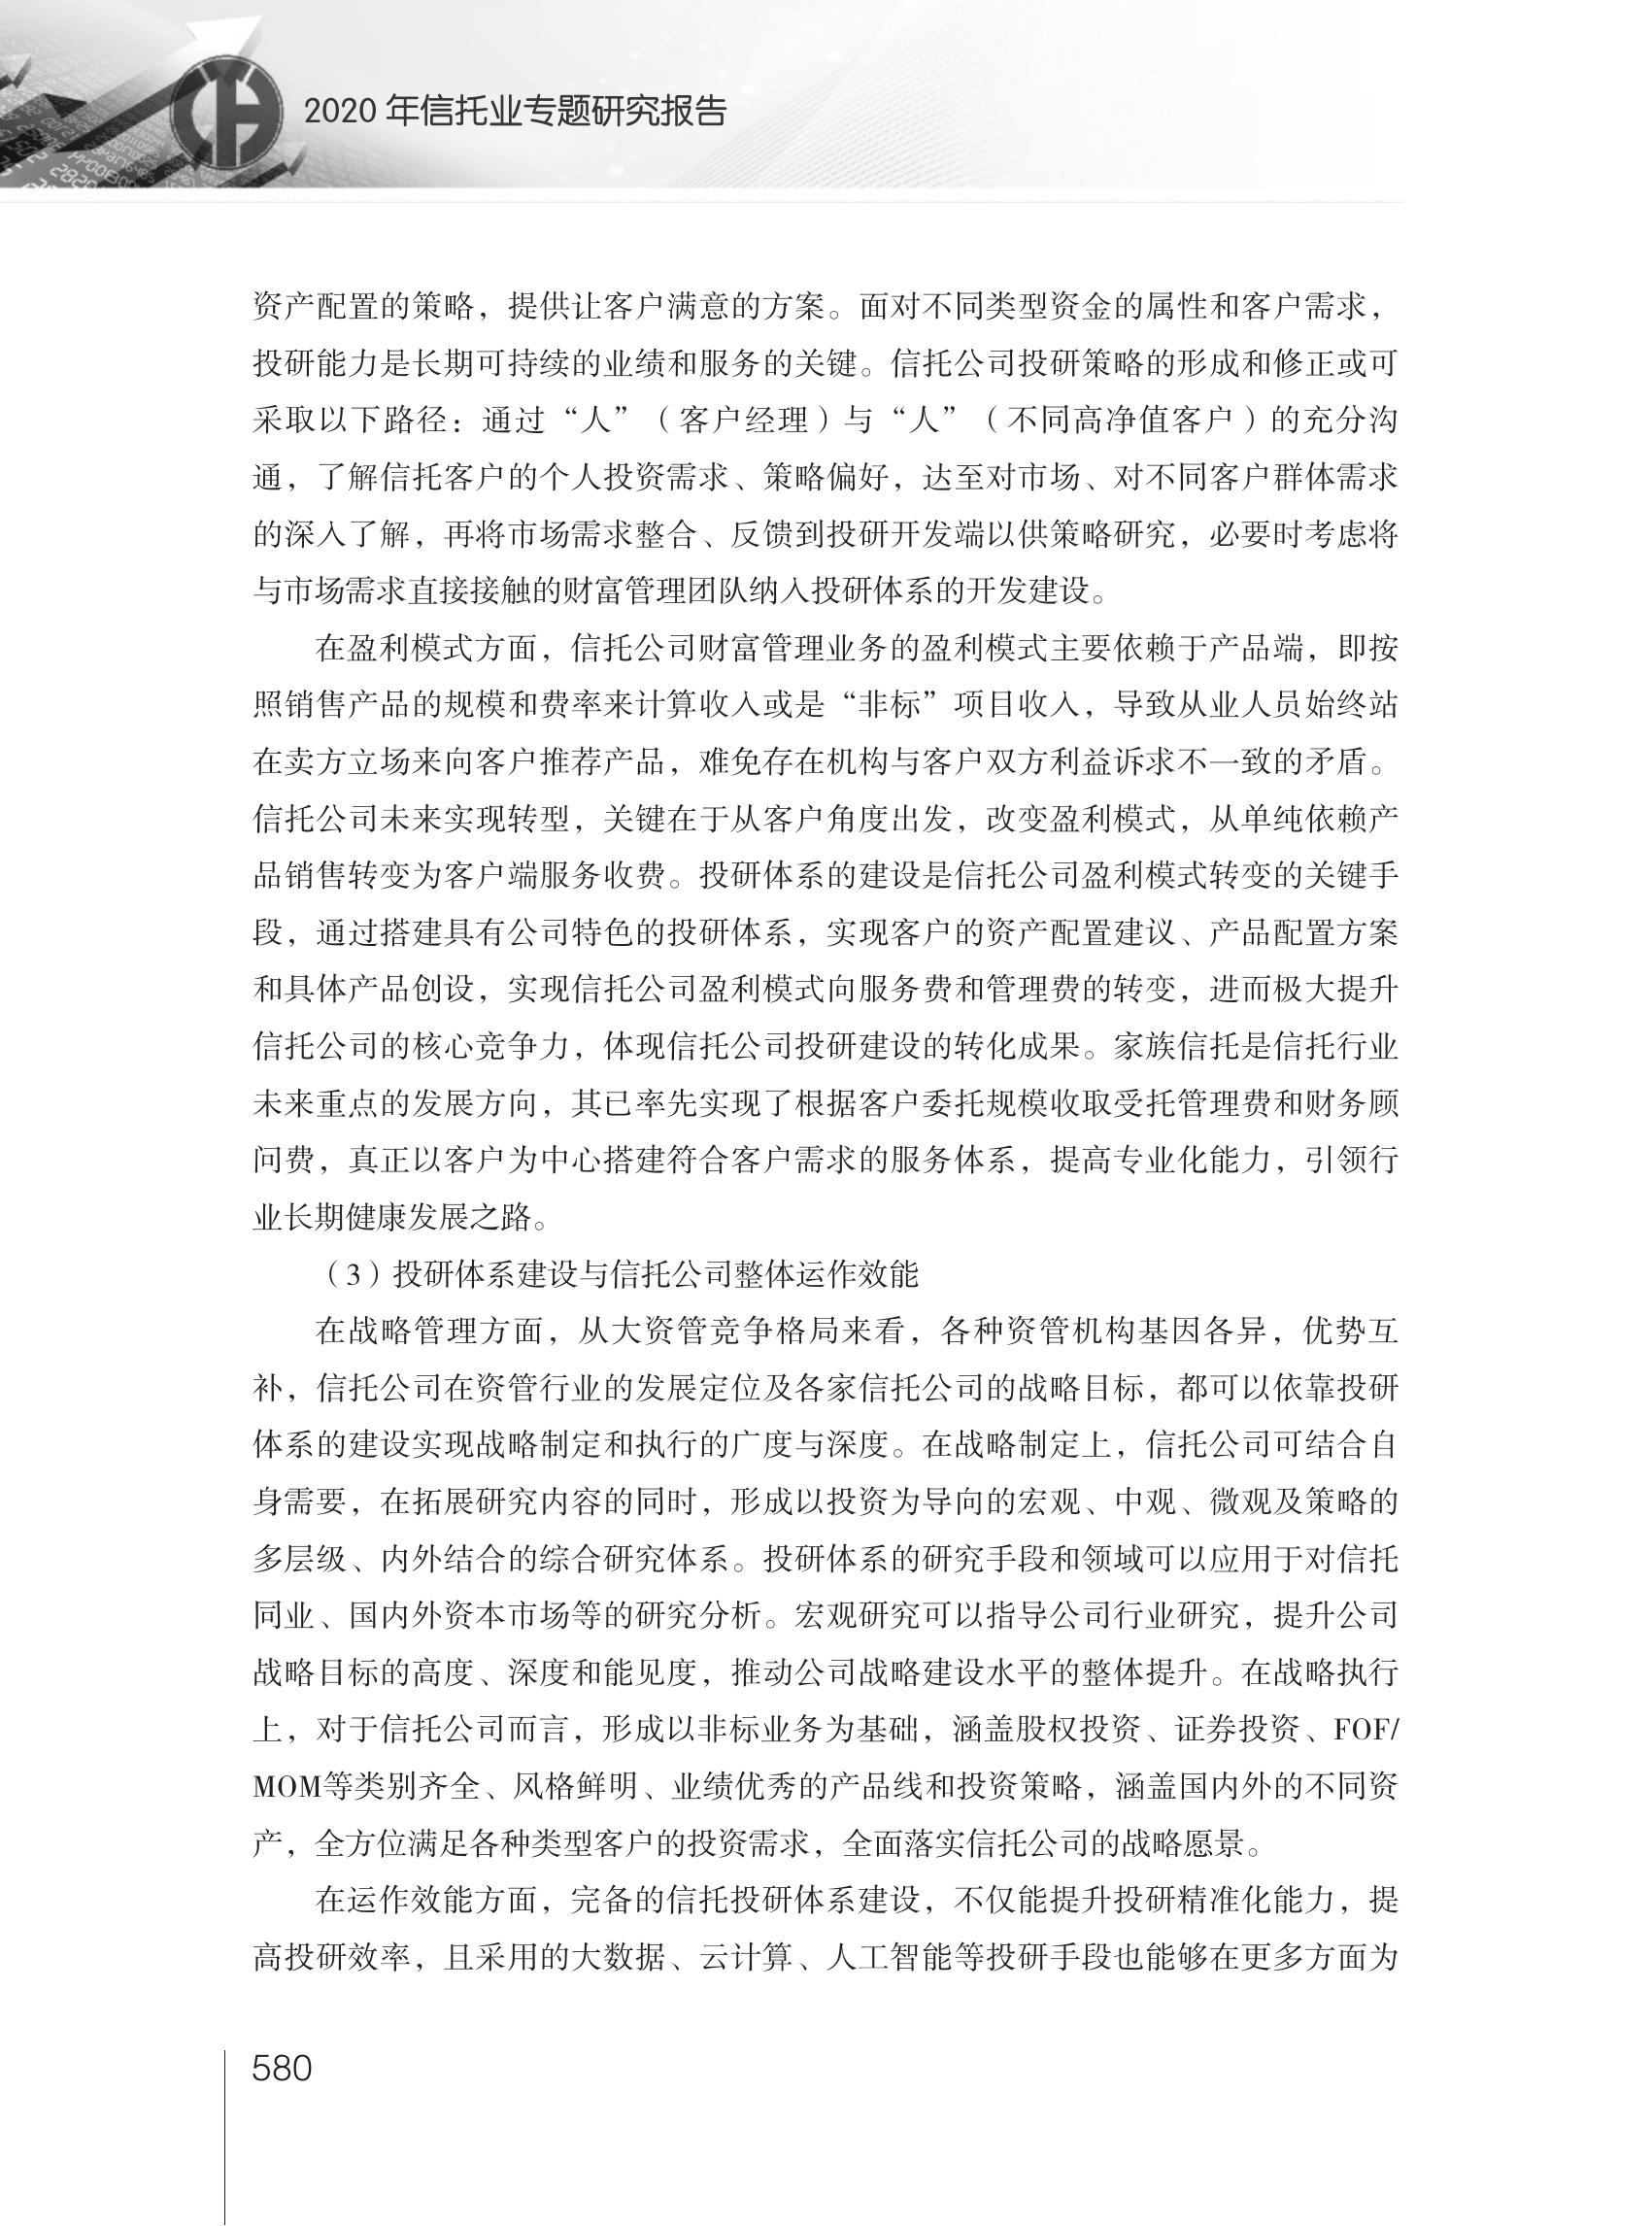 2020 年信托业专题研究报告
资产配置的策略，提供让客户满意的方案。面对不同类型资金的属性和客户需求，
投研能力是长期可持续的业绩和服务的关键。信托公司投研策略的形成和修正或可
采取以下路径：通过“人”（客户经理）与“人”（不同高净值客户）的充分沟
通，了解信托客户的个人投资需求、策略偏好，达至对市场、对不同客户群体需求
的深入了解，再将市场需求整合、反馈到投研开发端以供策略研究，必要时考虑将
与市场需求直接接触的财富管理团队纳入投研体系的开发建设。
在盈利模式方面，信托公司财富管理业务的盈利模式主要依赖于产品端，即按
照销售产品的规模和费率来计算收入或是“非标”项目收入，导致从业人员始终站
在卖方立场来向客户推荐产品，难免存在机构与客户双方利益诉求不一致的矛盾。
信托公司未来实现转型，关键在于从客户角度出发，改变盈利模式，从单纯依赖产
品销售转变为客户端服务收费。投研体系的建设是信托公司盈利模式转变的关键手
段，通过搭建具有公司特色的投研体系，实现客户的资产配置建议、产品配置方案
和具体产品创设，实现信托公司盈利模式向服务费和管理费的转变，进而极大提升
信托公司的核心竞争力，体现信托公司投研建设的转化成果。家族信托是信托行业
未来重点的发展方向，其已率先实现了根据客户委托规模收取受托管理费和财务顾
问费，真正以客户为中心搭建符合客户需求的服务体系，提高专业化能力，引领行
业长期健康发展之路。
（3）投研体系建设与信托公司整体运作效能
在战略管理方面，从大资管竞争格局来看，各种资管机构基因各异，优势互
补，信托公司在资管行业的发展定位及各家信托公司的战略目标，都可以依靠投研
体系的建设实现战略制定和执行的广度与深度。在战略制定上，信托公司可结合自
身需要，在拓展研究内容的同时，形成以投资为导向的宏观、中观、微观及策略的
多层级、内外结合的综合研究体系。投研体系的研究手段和领域可以应用于对信托
同业、国内外资本市场等的研究分析。宏观研究可以指导公司行业研究，提升公司
战略目标的高度、深度和能见度，推动公司战略建设水平的整体提升。在战略执行
上，对于信托公司而言，形成以非标业务为基础，涵盖股权投资、证券投资、FOF/
MOM等类别齐全、风格鲜明、业绩优秀的产品线和投资策略，涵盖国内外的不同资
产，全方位满足各种类型客户的投资需求，全面落实信托公司的战略愿景。
在运作效能方面，完备的信托投研体系建设，不仅能提升投研精准化能力，提
高投研效率，且采用的大数据、云计算、人工智能等投研手段也能够在更多方面为
580